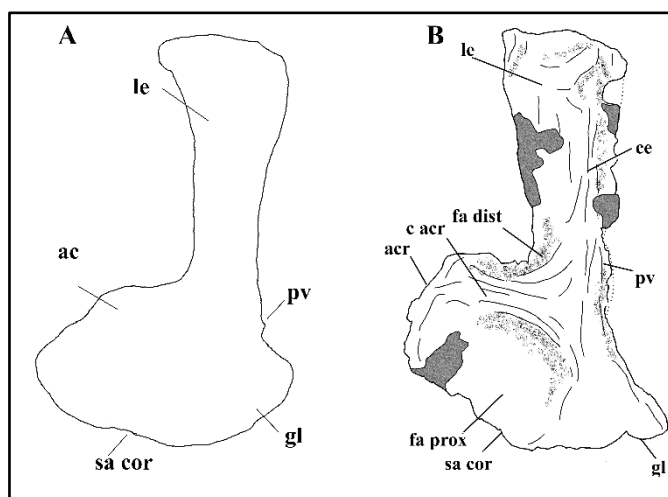 A
le
ac
pv
gl
sa cor
B
le
ce
fa dist
c acr
acr
pv
fa prox
sa cor
gl